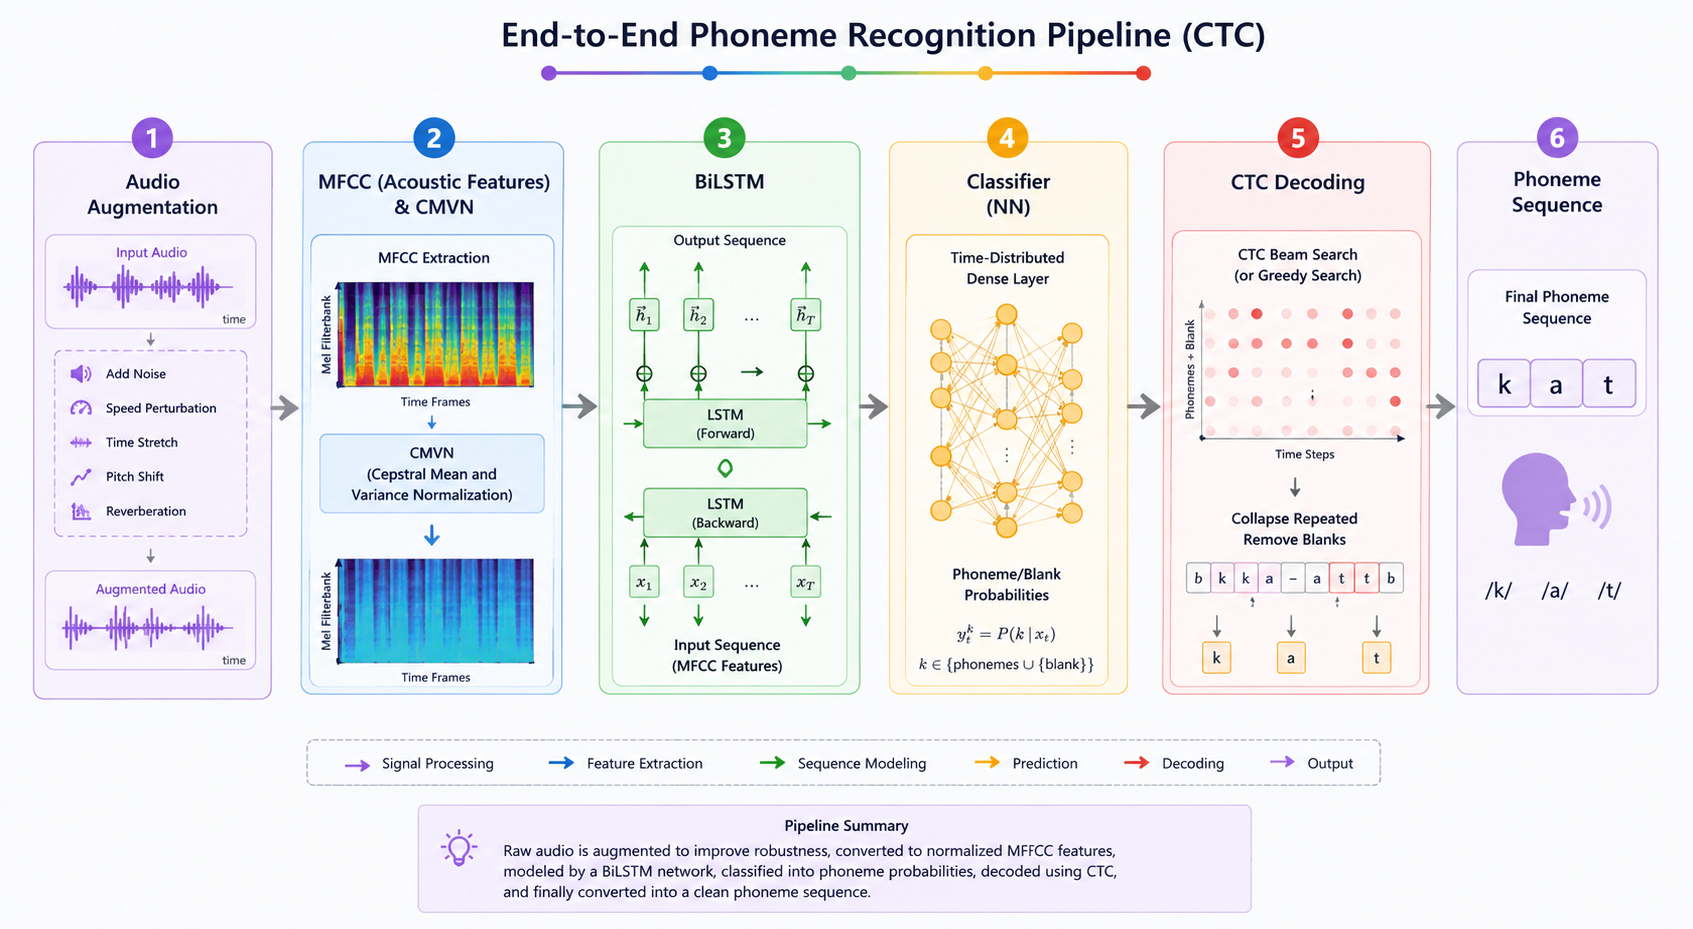 End-to-End Phoneme Recognition Pipeline (CTC)
1
Audio
Augmentation
Input Audio
time
Add Noise
Speed Perturbation
Time Stretch
Pitch Shift
Reverberation
Augmented Audio
time
2
MFCC (Acoustic Features)
& CMVN
MFCC Extraction
Mel Filterbank
Time Frames
CMVN
(Cepstral Mean and
Variance Normalization)
Mel Fiiterbank
Time Frames
3
BiLSTM
Output Sequence
h⃗₁ h⃗₂ ... h⃗_T
LSTM
(Forward)
LSTM
(Backward)
x₁ x₂ ... x_T
Input Sequence
(MFCC Features)
4
Classifier
(NN)
Time-Distributed
Dense Layer
Phoneme/Blank
Probabilities
y_t^k = P(k | x_t)
k ∈ {phonemes ∪ {blank}}
5
CTC Decoding
CTC Beam Search
(or Greedy Search)
Phonemes + Blank
Time Steps
Collapse Repeated
Remove Blanks
b k k a – a t t b
k a t
6
Phoneme
Sequence
Final Phoneme
Sequence
k a t
/k/ /a/ /t/
Signal Processing Feature Extraction Sequence Modeling Prediction Decoding Output
Pipeline Summary
Raw audio is augmented to improve robustness, converted to normalized MFFCC features,
modeled by a BiLSTM network, classified into phoneme probabilities, decoded using CTC,
and finally converted into a clean phoneme sequence.